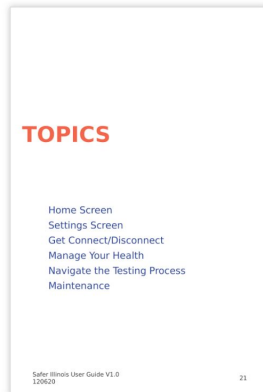 TOPICS
Home Screen
Settings Screen
Get Connect/Disconnect
Manage Your Health
Navigate the Testing Process
Maintenance
Safer Illinois User Guide V1.0
120620
21